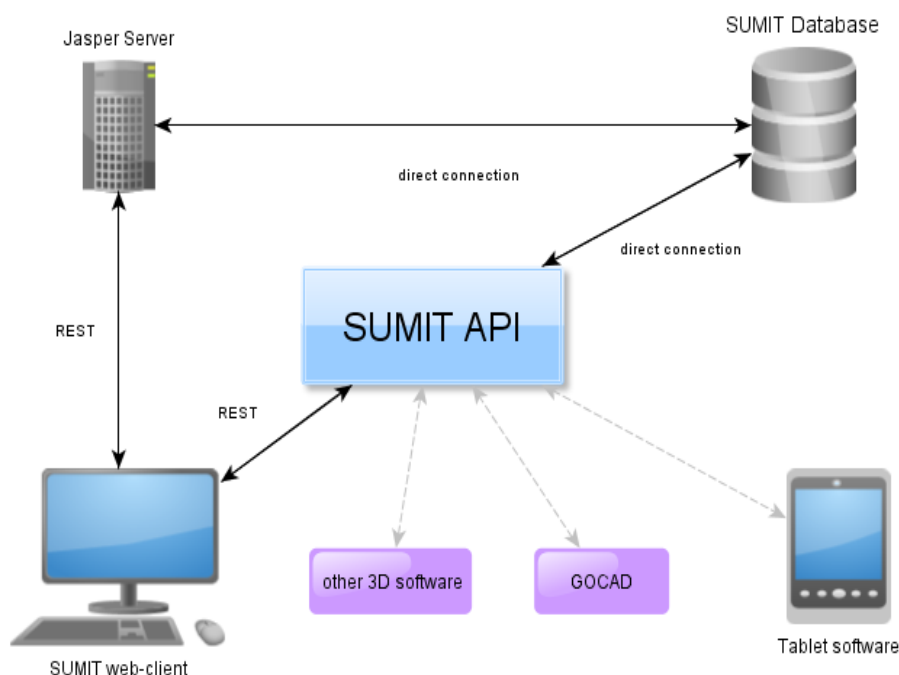 SUMIT Database
Jasper Server
direct connection
direct connection
SUMIT API
REST
REST
other 3D software
GOCAD
Tablet software
SUMIT web-client